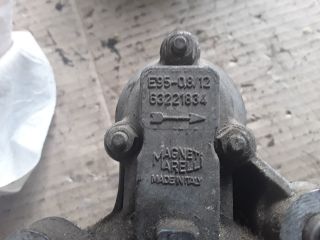 E95-08/12
63221834
MAGNETI
MARELLI
MADE IN ITALY